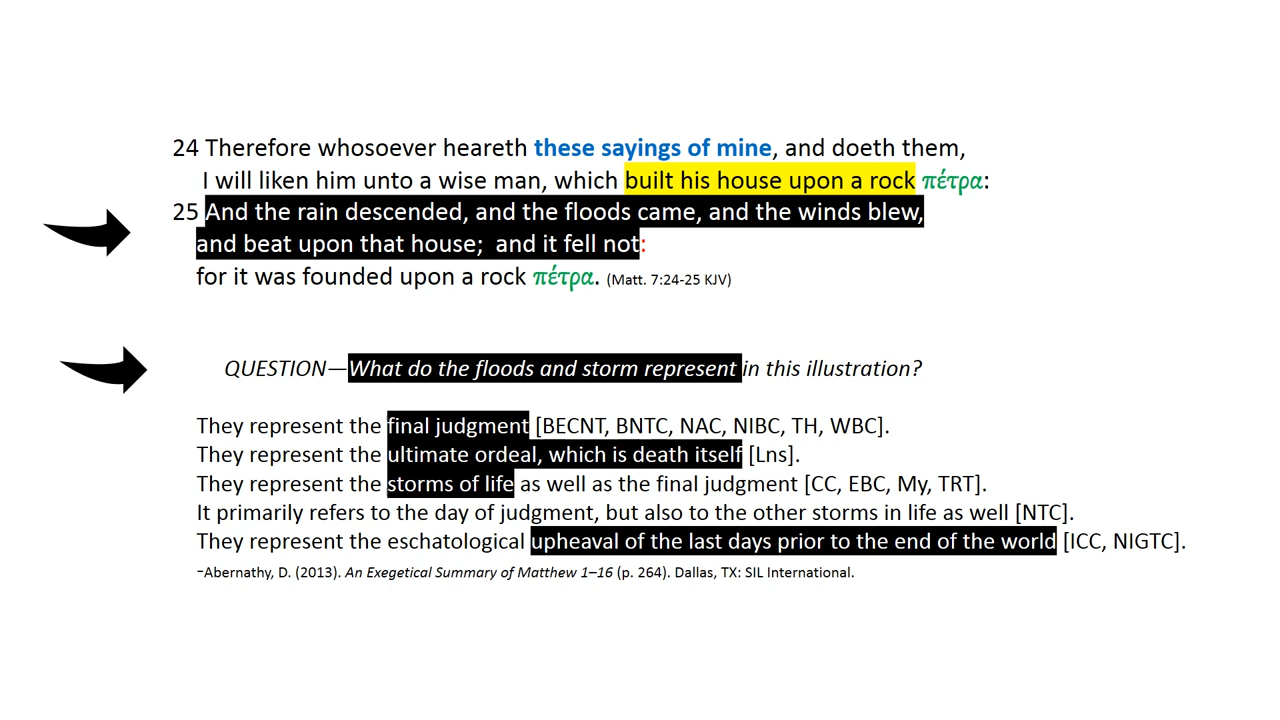 24 Therefore whosoever heareth these sayings of mine, and doeth them,
I will liken him unto a wise man, which built his house upon a rock πέτρα:
25 And the rain descended, and the floods came, and the winds blew,
and beat upon that house; and it fell not:
for it was founded upon a rock πέτρα. (Matt. 7:24-25 KJV)
QUESTION—What do the floods and storm represent in this illustration?
They represent the final judgment [BECNT, BNTC, NAC, NIBC, TH, WBC].
They represent the ultimate ordeal, which is death itself [Lns].
They represent the storms of life as well as the final judgment [CC, EBC, My, TRT].
It primarily refers to the day of judgment, but also to the other storms in life as well [NTC].
They represent the eschatological upheaval of the last days prior to the end of the world [ICC, NIGTC].
-Abernathy, D. (2013). An Exegetical Summary of Matthew 1–16 (p. 264). Dallas, TX: SIL International.